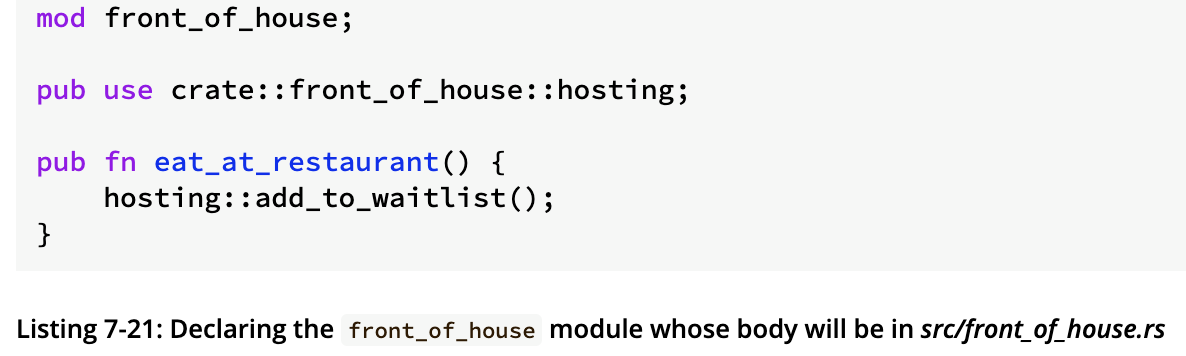 mod front_of_house;
pub use crate::front_of_house::hosting;
pub fn eat_at_restaurant() {
    hosting::add_to_waitlist();
}
Listing 7-21: Declaring the front_of_house module whose body will be in src/front_of_house.rs